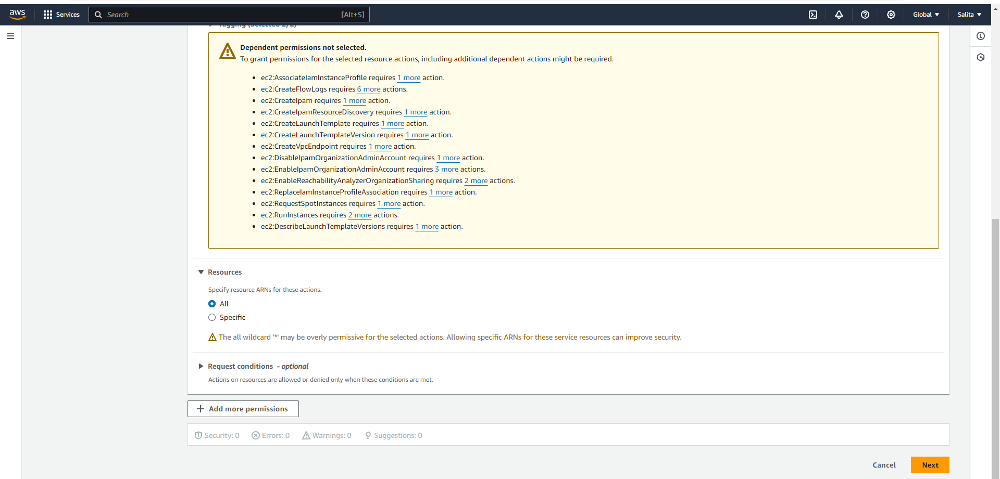 aws
Services
Search
[Alt+S]
Global
Salita
Tagging (Selected 2/2)
Dependent permissions not selected.
To grant permissions for the selected resource actions, including additional dependent actions might be required.
• ec2:AssociateIamInstanceProfile requires 1 more action.
• ec2:CreateFlowLogs requires 6 more actions.
• ec2:CreateIpam requires 1 more action.
• ec2:CreateIpamResourceDiscovery requires 1 more action.
• ec2:CreateLaunchTemplate requires 1 more action.
• ec2:CreateLaunchTemplateVersion requires 1 more action.
• ec2:CreateVpcEndpoint requires 1 more action.
• ec2:DisableIpamOrganizationAdminAccount requires 1 more action.
• ec2:EnableIpamOrganizationAdminAccount requires 3 more actions.
• ec2:EnableReachabilityAnalyzerOrganizationSharing requires 2 more actions.
• ec2:ReplaceIamInstanceProfileAssociation requires 1 more action.
• ec2:RequestSpotInstances requires 1 more action.
• ec2:RunInstances requires 2 more actions.
• ec2:DescribeLaunchTemplateVersions requires 1 more action.
Resources
Specify resource ARNs for these actions.
All
Specific
The all wildcard '*' may be overly permissive for the selected actions. Allowing specific ARNs for these service resources can improve security.
Request conditions - optional
Actions on resources are allowed or denied only when these conditions are met.
Add more permissions
Security: 0
Errors: 0
Warnings: 0
Suggestions: 0
Cancel
Next